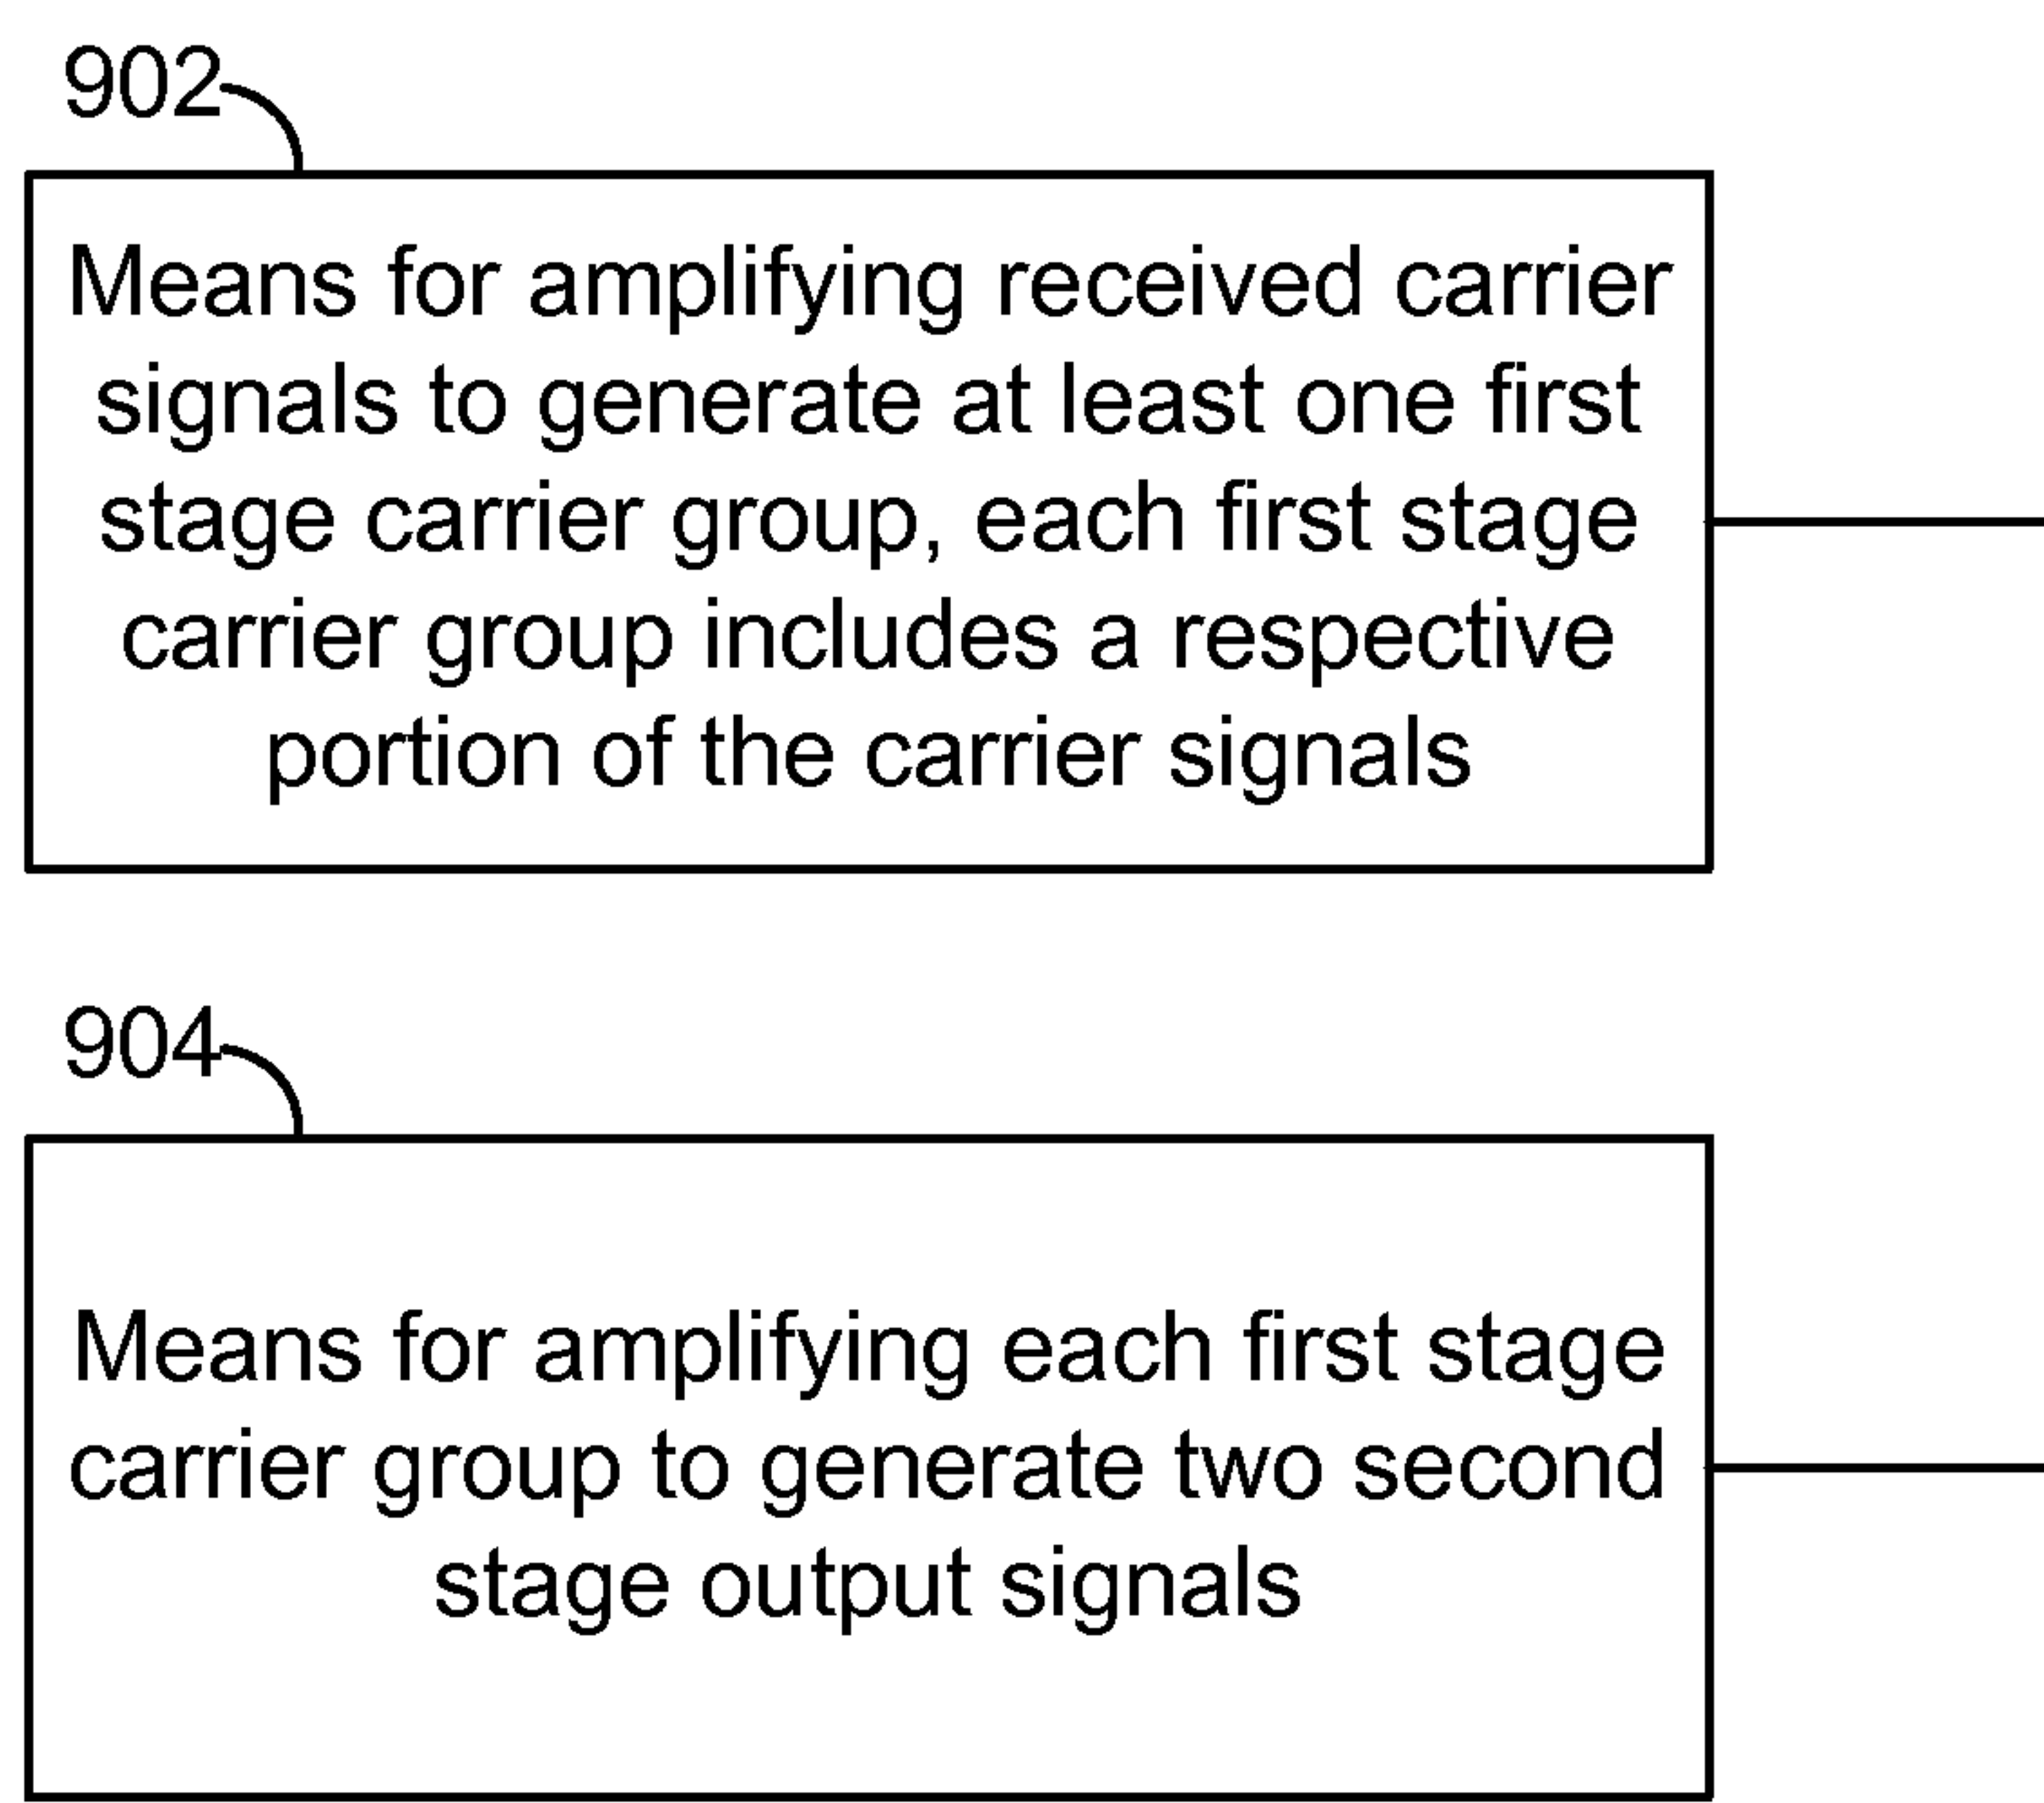 902
Means for amplifying received carrier
signals to generate at least one first
stage carrier group, each first stage
carrier group includes a respective
portion of the carrier signals
904
Means for amplifying each first stage
carrier group to generate two second
stage output signals